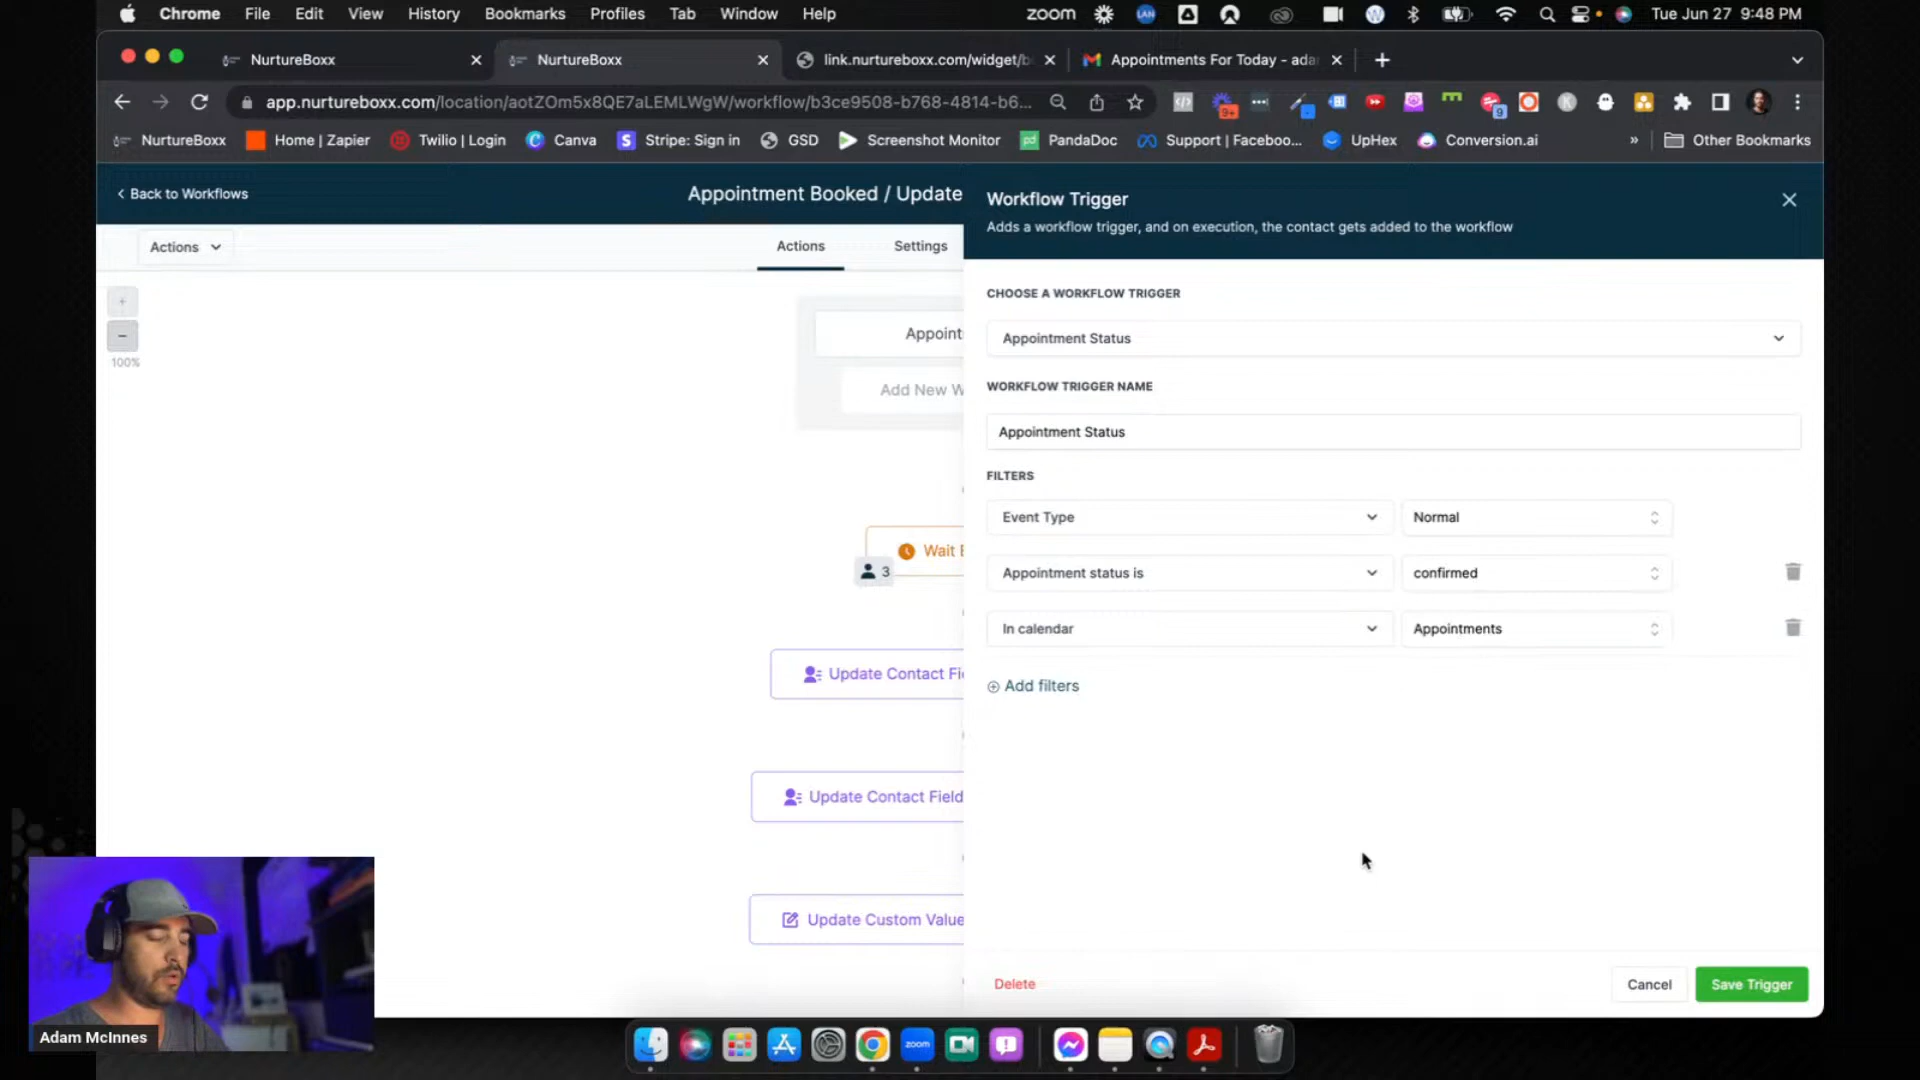 Chrome File Edit View History Bookmarks Profiles Tab Window Help zoom LAN Tue Jun 27 9:48 PM
NurtureBoxx NurtureBoxx link.nurtureboxx.com/widget/b Appointments For Today - ada
app.nurtureboxx.com/location/aotZOm5x8QE7aLEMLWgW/workflow/b3ce9508-b768-4814-b6... 9+ 9
NurtureBoxx Home | Zapier Twilio | Login Canva Stripe: Sign in GSD Screenshot Monitor PandaDoc Support | Faceboo... UpHex Conversion.ai » Other Bookmarks
Back to Workflows
Appointment Booked / Update
Actions
Actions Settings
100%
Appoint
Add New W
Wait
3
Update Contact Fi
Update Contact Field
Update Custom Value
Workflow Trigger
Adds a workflow trigger, and on execution, the contact gets added to the workflow
CHOOSE A WORKFLOW TRIGGER
Appointment Status
WORKFLOW TRIGGER NAME
Appointment Status
FILTERS
Event Type Normal
Appointment status is confirmed
In calendar Appointments
Add filters
Delete Cancel Save Trigger
Adam McInnes
zoom